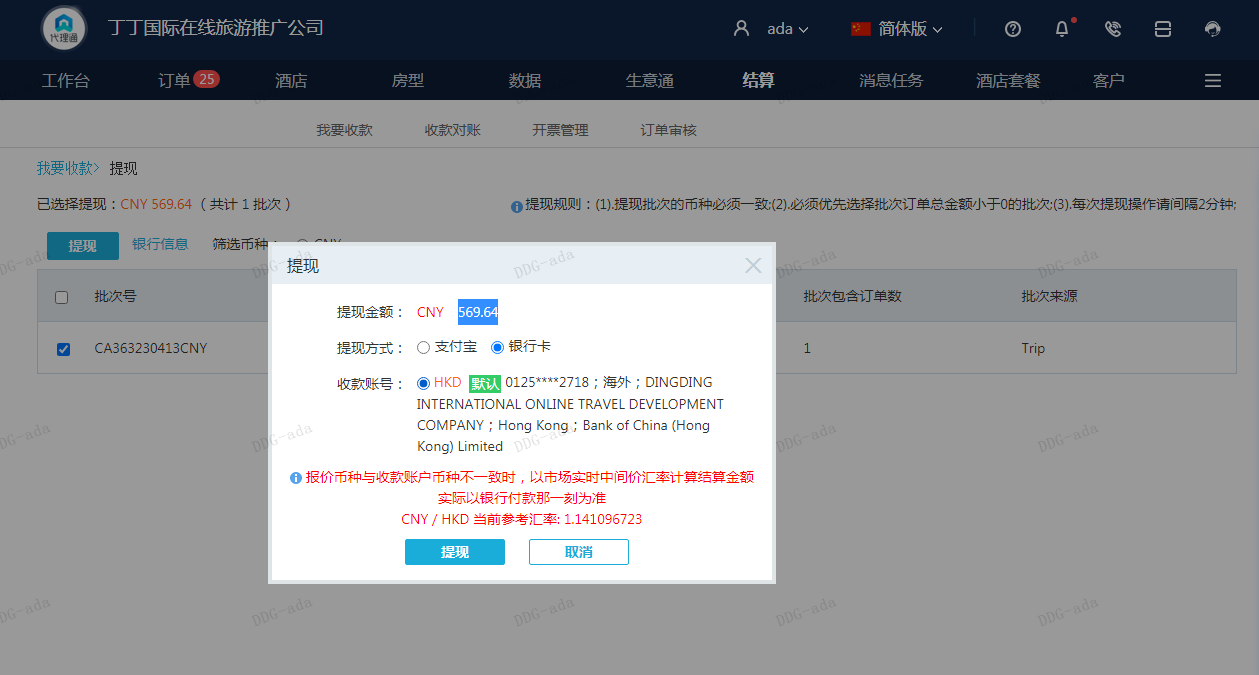 代理通
丁丁国际在线旅游推广公司
ada
简体版
工作台
订单 25
酒店
房型
数据
生意通
结算
消息任务
酒店套餐
客户
我要收款
收款对账
开票管理
订单审核
我要收款> 提现
已选择提现：CNY 569.64 （ 共计 1 批次 ）
提现规则：(1).提现批次的币种必须一致;(2).必须优先选择批次订单总金额小于0的批次;(3).每次提现操作请间隔2分钟;
提现
银行信息
筛选币种：
CNY
批次号
批次包含订单数
批次来源
CA363230413CNY
1
Trip
提现
提现金额： CNY 569.64
提现方式： 支付宝 银行卡
收款账号： HKD 默认 0125****2718；海外；DINGDING
INTERNATIONAL ONLINE TRAVEL DEVELOPMENT
COMPANY；Hong Kong；Bank of China (Hong
Kong) Limited
报价币种与收款账户币种不一致时，以市场实时中间价汇率计算结算金额
实际以银行付款那一刻为准
CNY / HKD 当前参考汇率: 1.141096723
提现
取消
DDG-ada